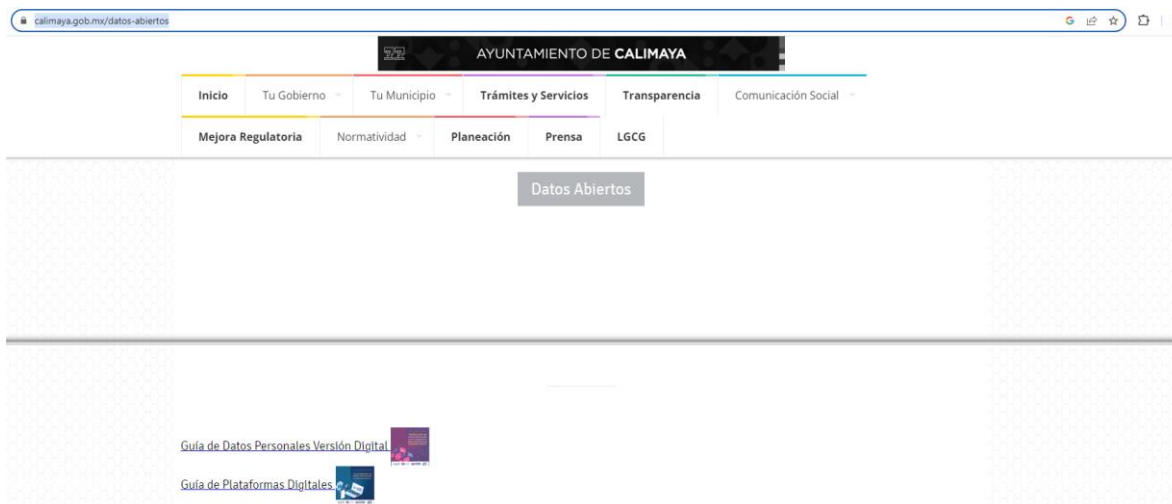 calimaya.gob.mx/datos-abiertos
AYUNTAMIENTO DE CALIMAYA
Inicio Tu Gobierno Tu Municipio Trámites y Servicios Transparencia Comunicación Social
Mejora Regulatoria Normatividad Planeación Prensa LGCG
Datos Abiertos
Guía de Datos Personales Versión Digital
Guía de Plataformas Digitales